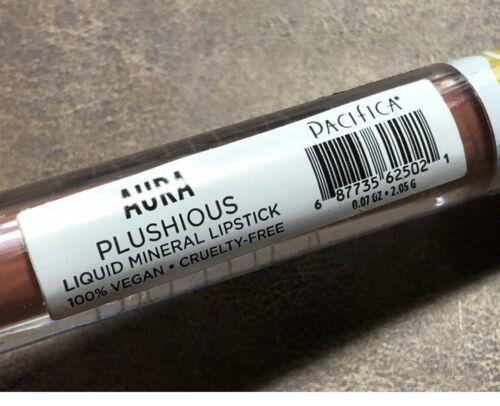 AURA
PLUSHIOUS
LIQUID MINERAL LIPSTICK
100% VEGAN • CRUELTY-FREE
PACIFICA®
6 87735 62502 1
0.07 OZ • 2.05 G